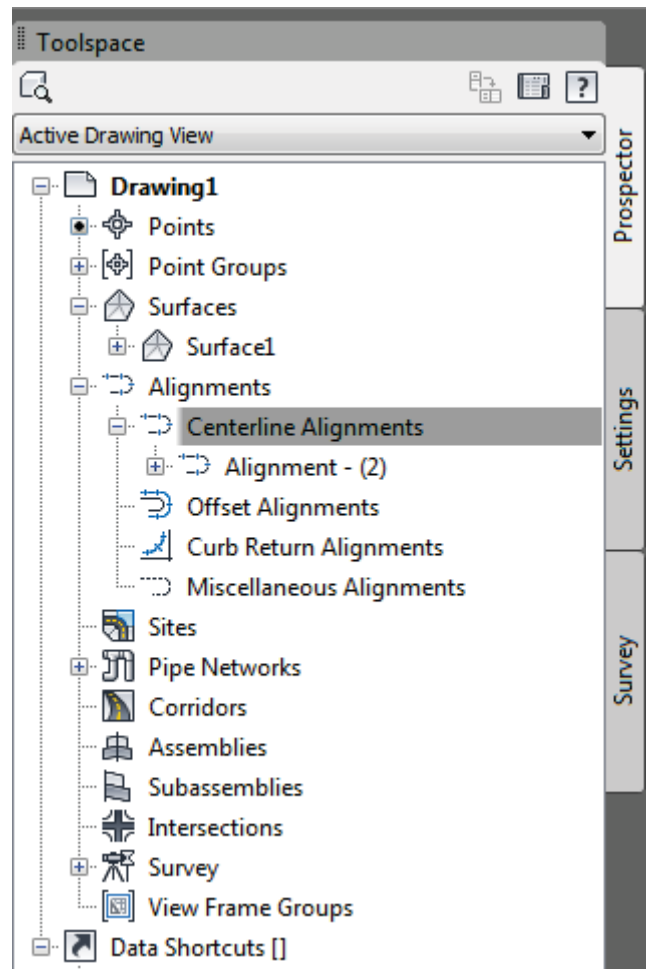 Toolspace
?
Active Drawing View
Drawing1
Points
Point Groups
Surfaces
Surface1
Alignments
Centerline Alignments
Alignment - (2)
Offset Alignments
Curb Return Alignments
Miscellaneous Alignments
Sites
Pipe Networks
Corridors
Assemblies
Subassemblies
Intersections
Survey
View Frame Groups
Data Shortcuts []
Prospector
Settings
Survey